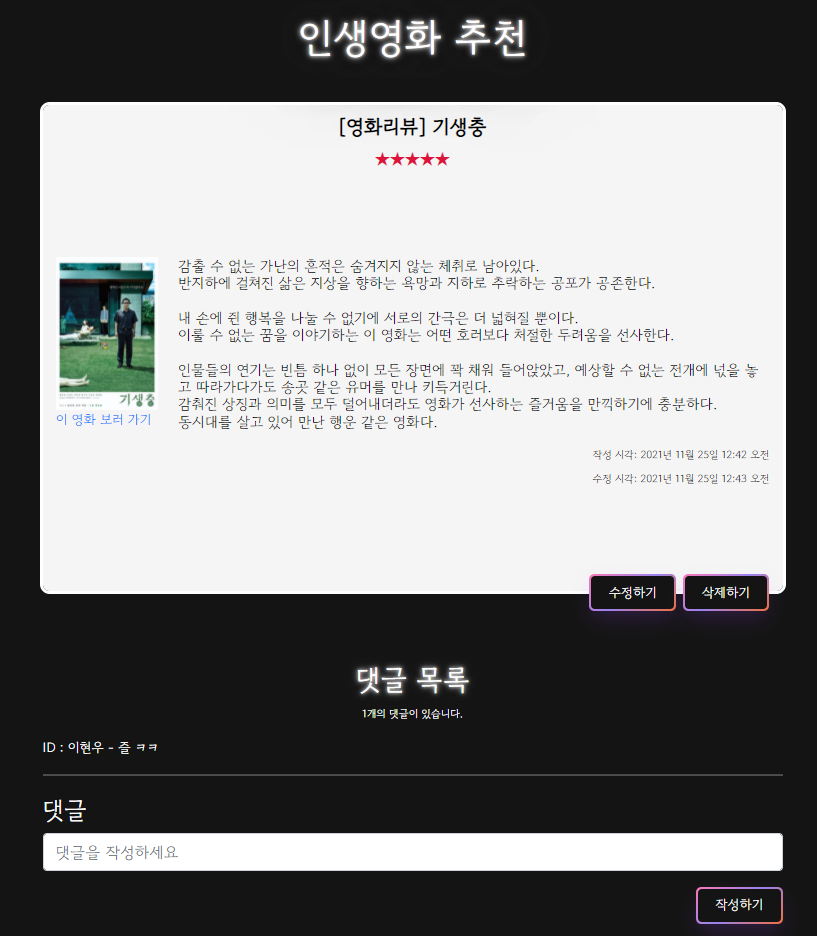 인생영화 추천
[영화리뷰] 기생충
★★★★★
감출 수 없는 가난의 흔적은 숨겨지지 않는 체취로 남아있다.
반지하에 걸쳐진 삶은 지상을 향하는 욕망과 지하로 추락하는 공포가 공존한다.
내 손에 쥔 행복을 나눌 수 없기에 서로의 간극은 더 넓혀질 뿐이다.
이룰 수 없는 꿈을 이야기하는 이 영화는 어떤 호러보다 처절한 두려움을 선사한다.
인물들의 연기는 빈틈 하나 없이 모든 장면에 꽉 채워 들어앉았고, 예상할 수 없는 전개에 넋을 놓
고 따라가다가도 송곳 같은 유머를 만나 키득거린다.
감춰진 상징과 의미를 모두 덜어내더라도 영화가 선사하는 즐거움을 만끽하기에 충분하다.
동시대를 살고 있어 만난 행운 같은 영화다.
기생충
이 영화 보러 가기
작성 시각: 2021년 11월 25일 12:42 오전
수정 시각: 2021년 11월 25일 12:43 오전
수정하기 삭제하기
댓글 목록
1개의 댓글이 있습니다.
ID : 이현우 - 즐 ㅋㅋ
댓글
댓글을 작성하세요
작성하기